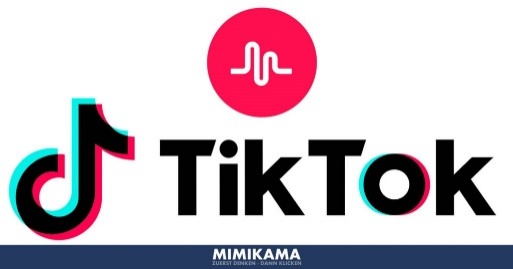 TikTok
MIMIKAMA
ZUERST DENKEN - DANN KLICKEN